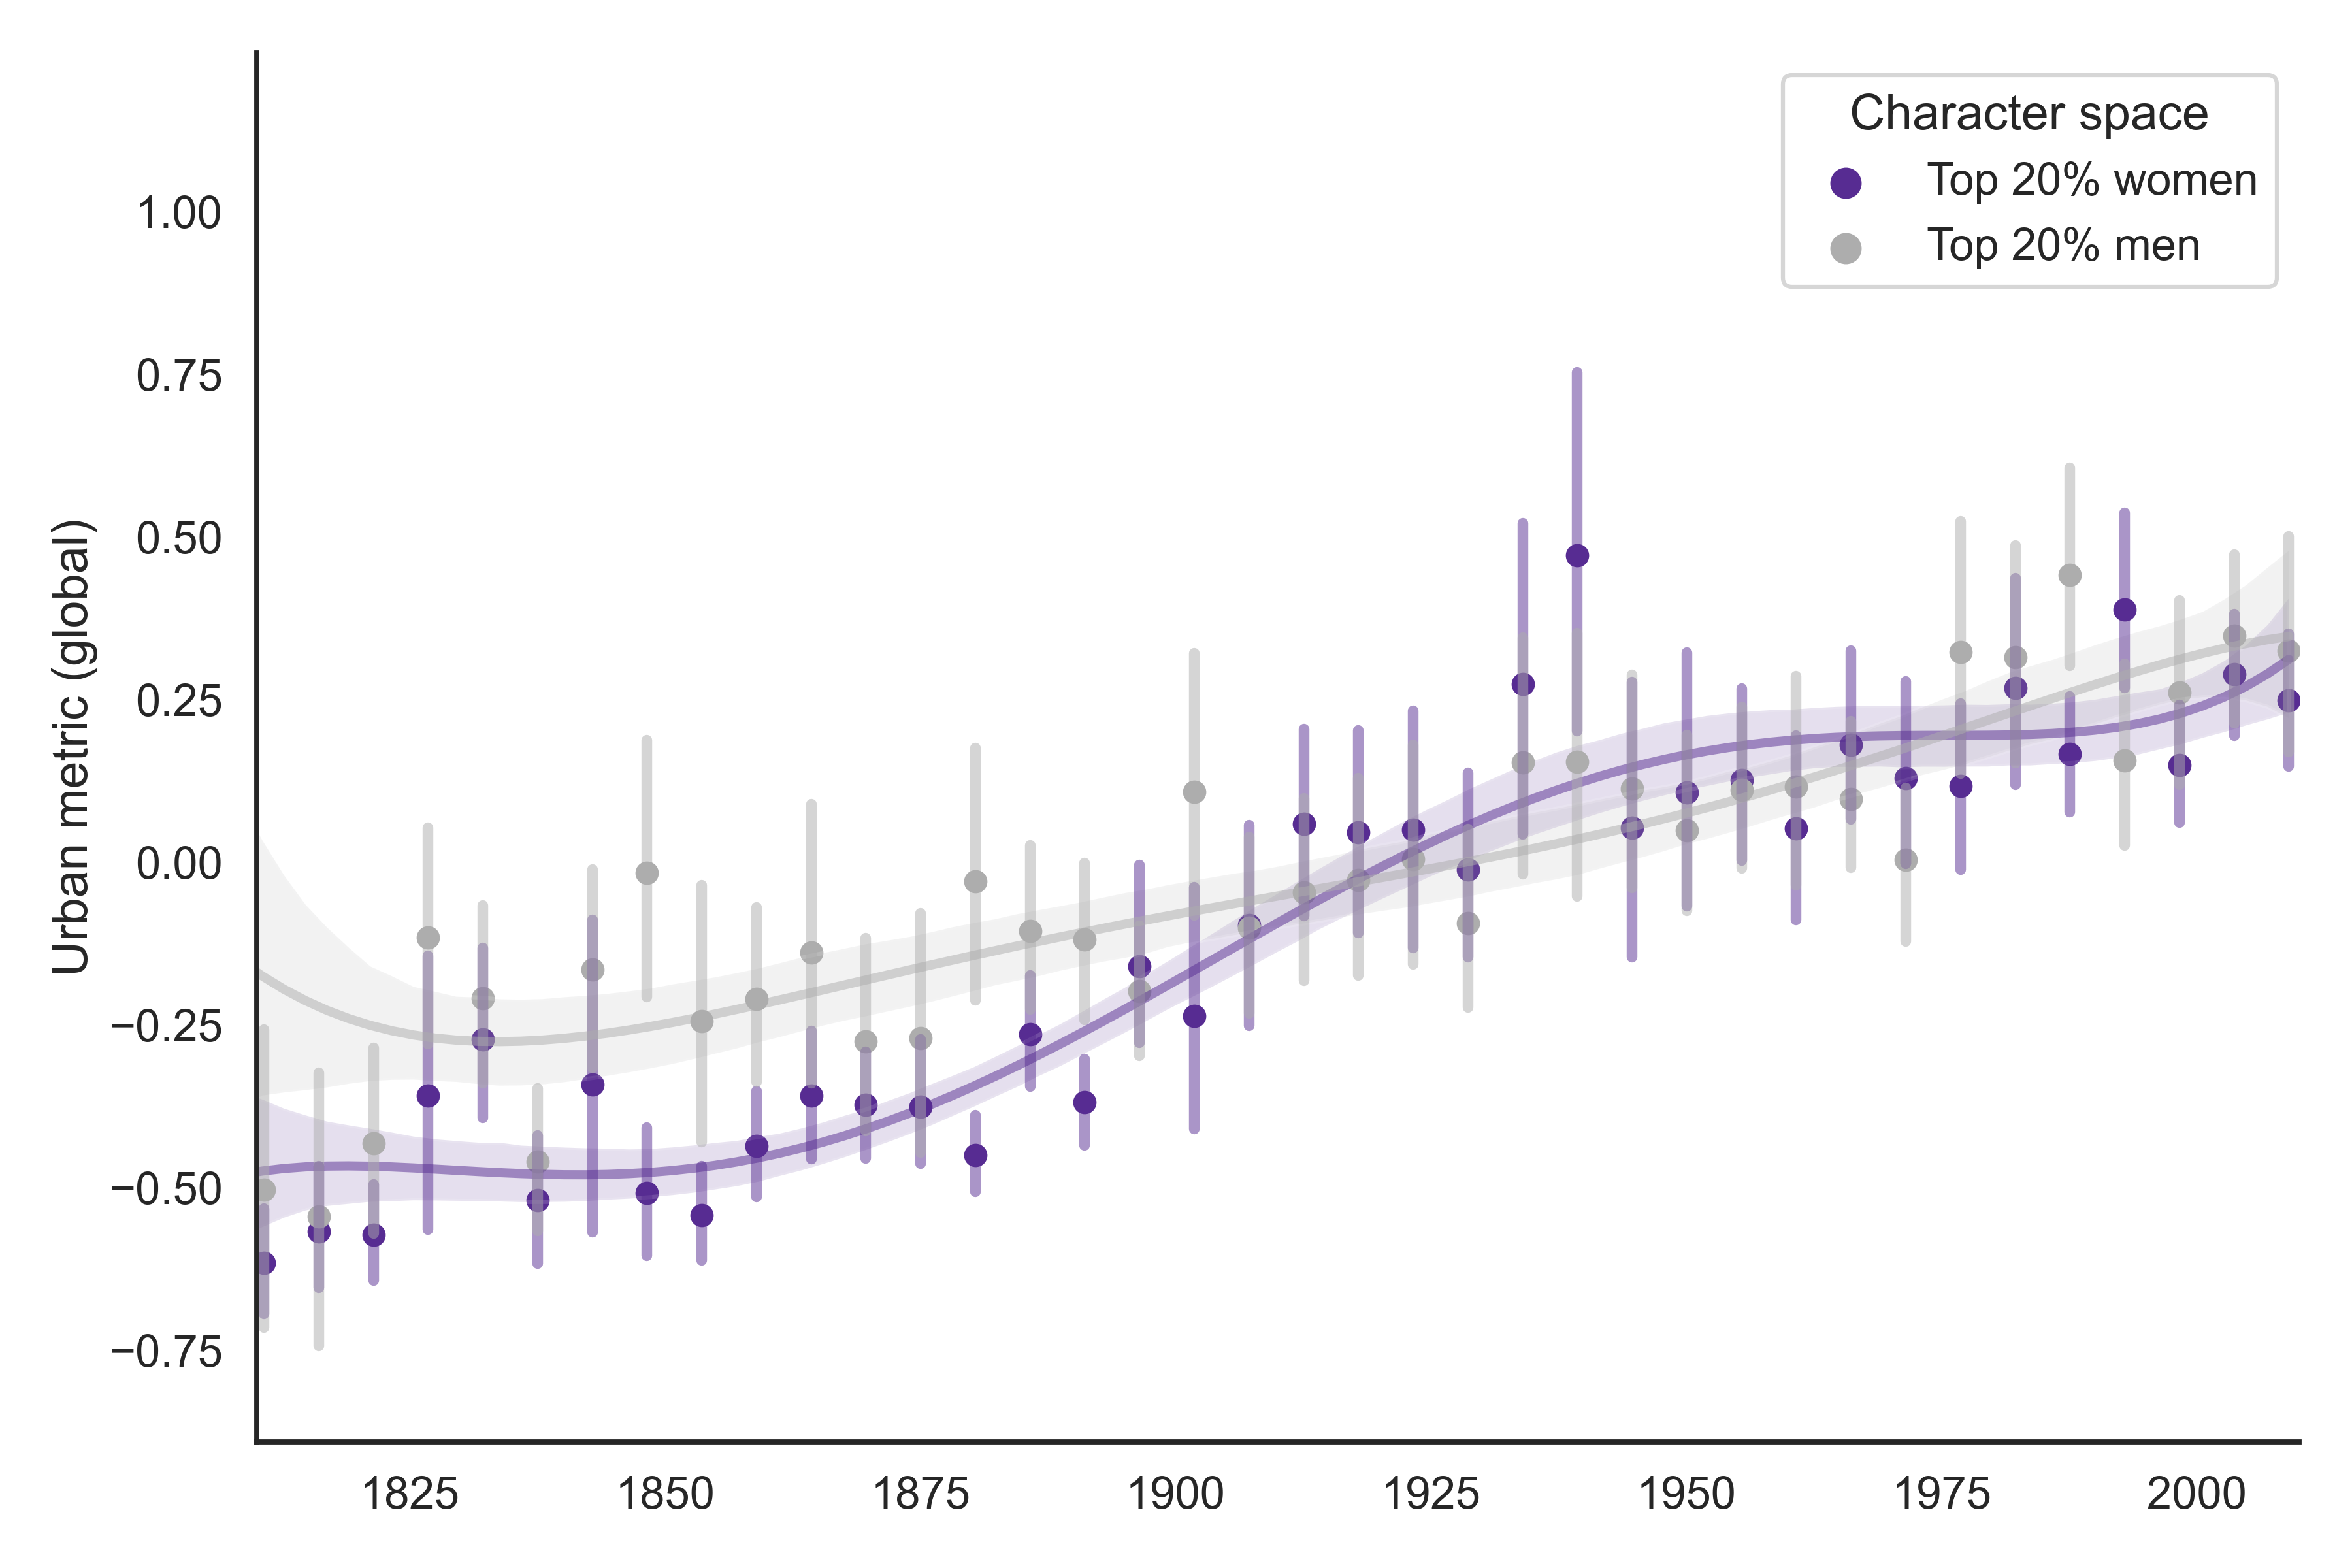 Character space
Top 20% women
Top 20% men
Urban metric (global)
1.00
0.75
0.50
0.25
0.00
−0.25
−0.50
−0.75
1825 1850 1875 1900 1925 1950 1975 2000